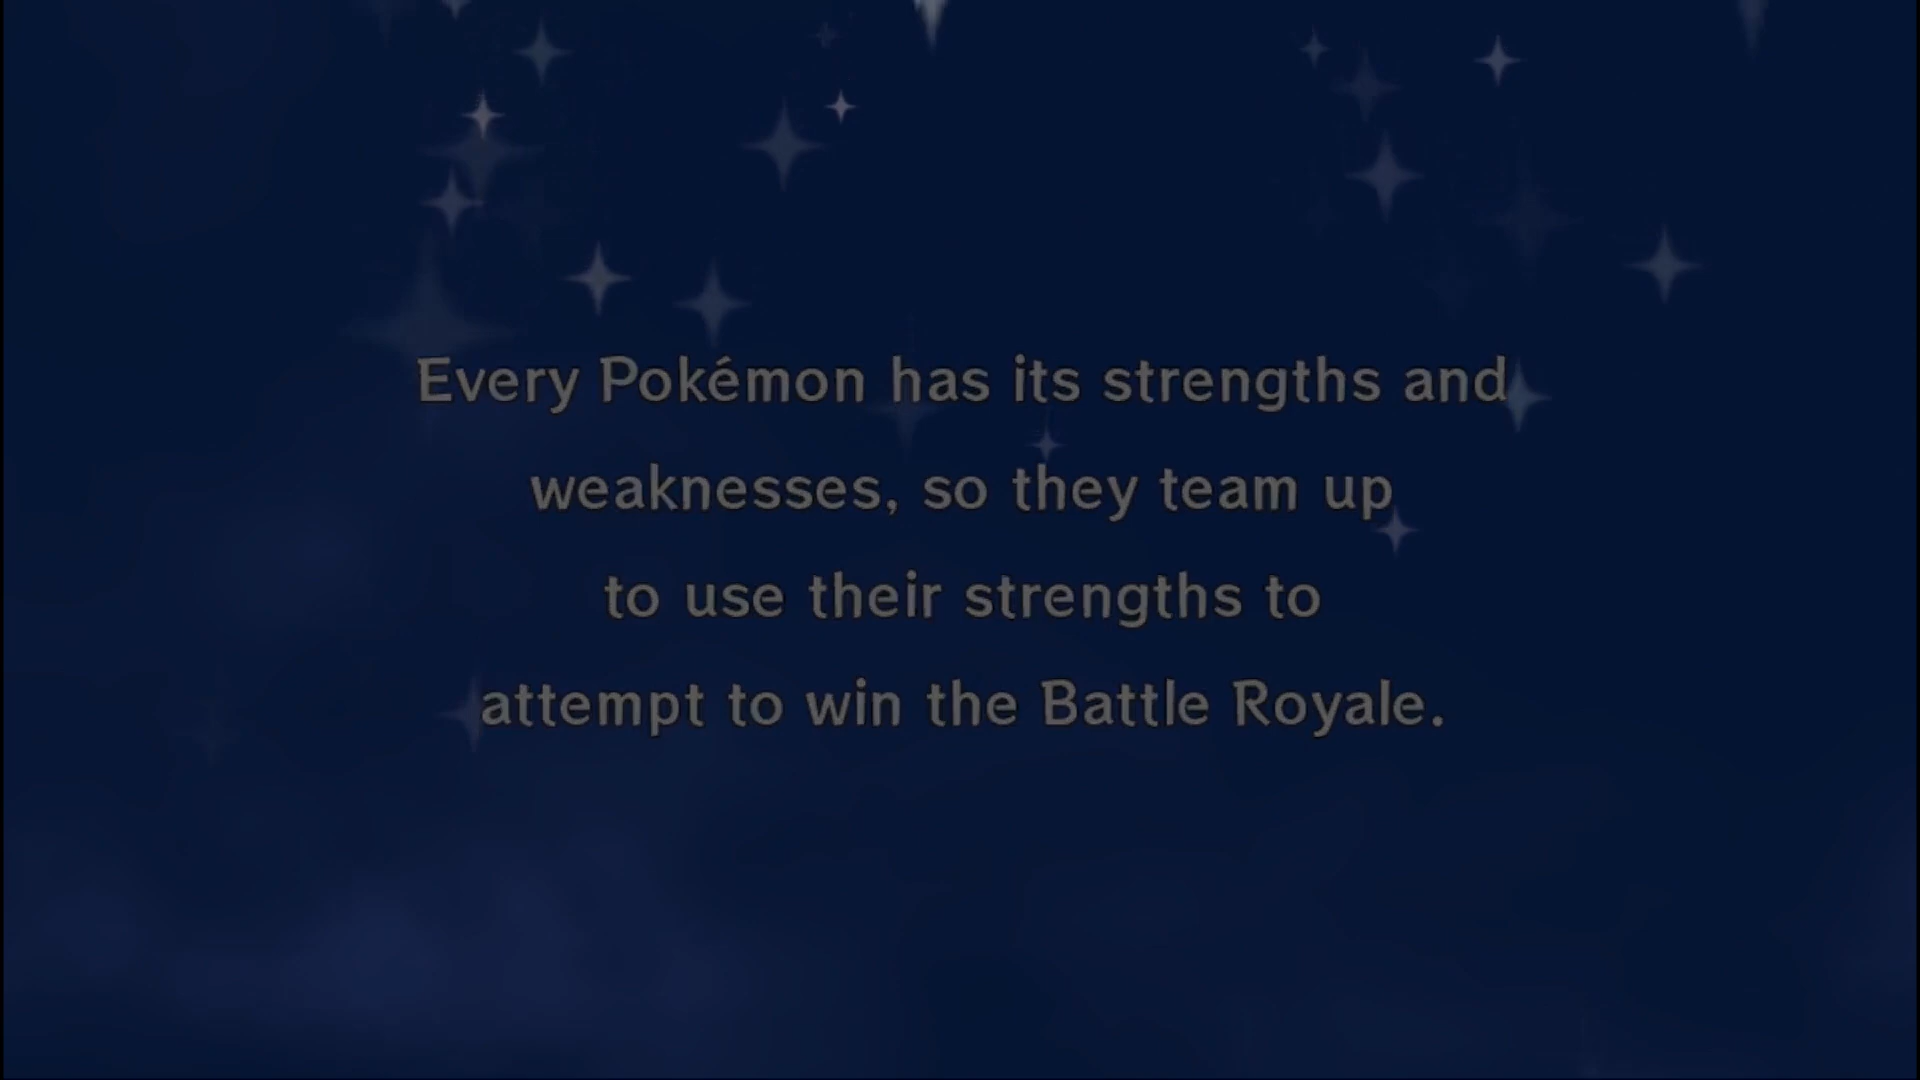 Every Pokémon has its strengths and
weaknesses, so they team up
to use their strengths to
attempt to win the Battle Royale.